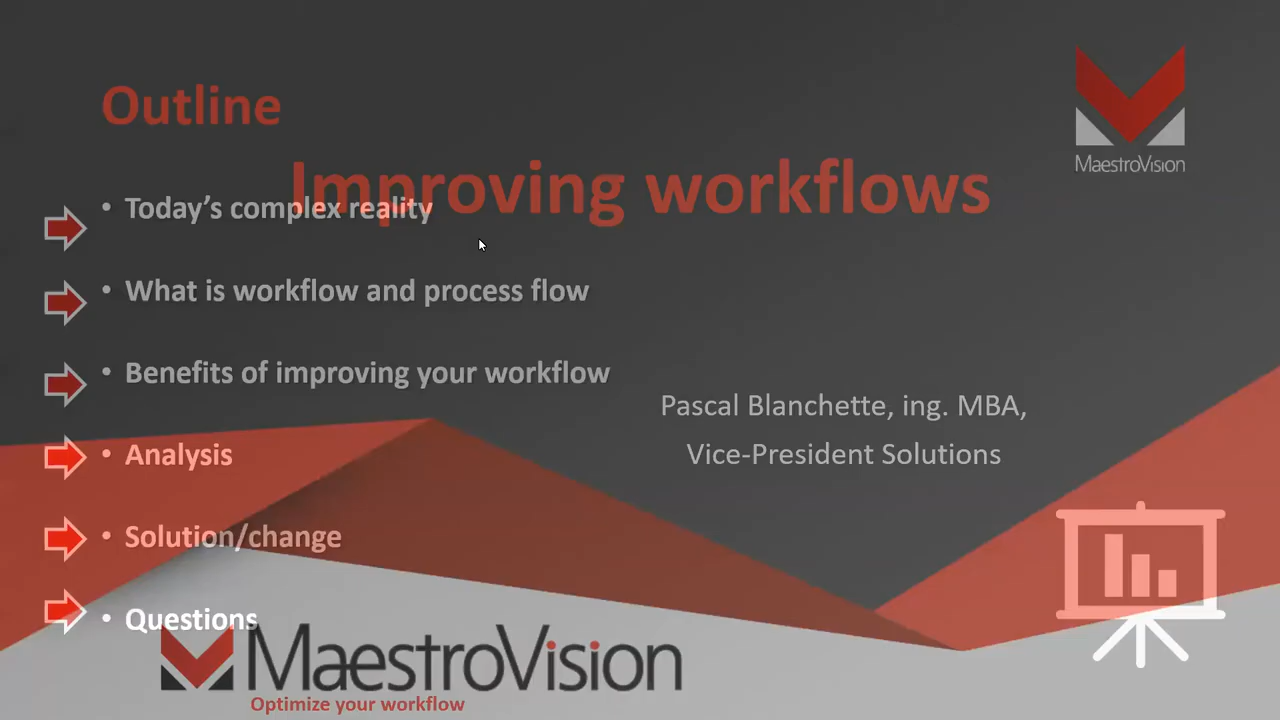 Outline
Improving workflows
MaestroVision
• Today's complex reality
• What is workflow and process flow
• Benefits of improving your workflow
Pascal Blanchette, ing. MBA,
Vice-President Solutions
• Analysis
• Solution/change
• Questions
MaestroVision
Optimize your workflow